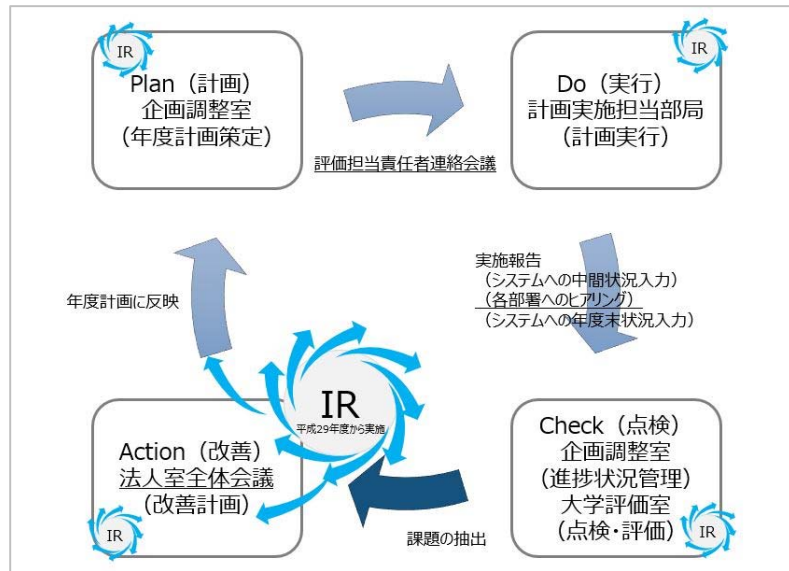 IR
Plan（計画）
企画調整室
（年度計画策定）
評価担当責任者連絡会議
IR
Do（実行）
計画実施担当部局
（計画実行）
実施報告
（システムへの中間状況入力）
（各部署へのヒアリング）
（システムへの年度末状況入力）
Check（点検）
企画調整室
（進捗状況管理）
大学評価室
（点検・評価）
IR
課題の抽出
IR
平成29年度から実施
Action（改善）
法人室全体会議
（改善計画）
IR
年度計画に反映